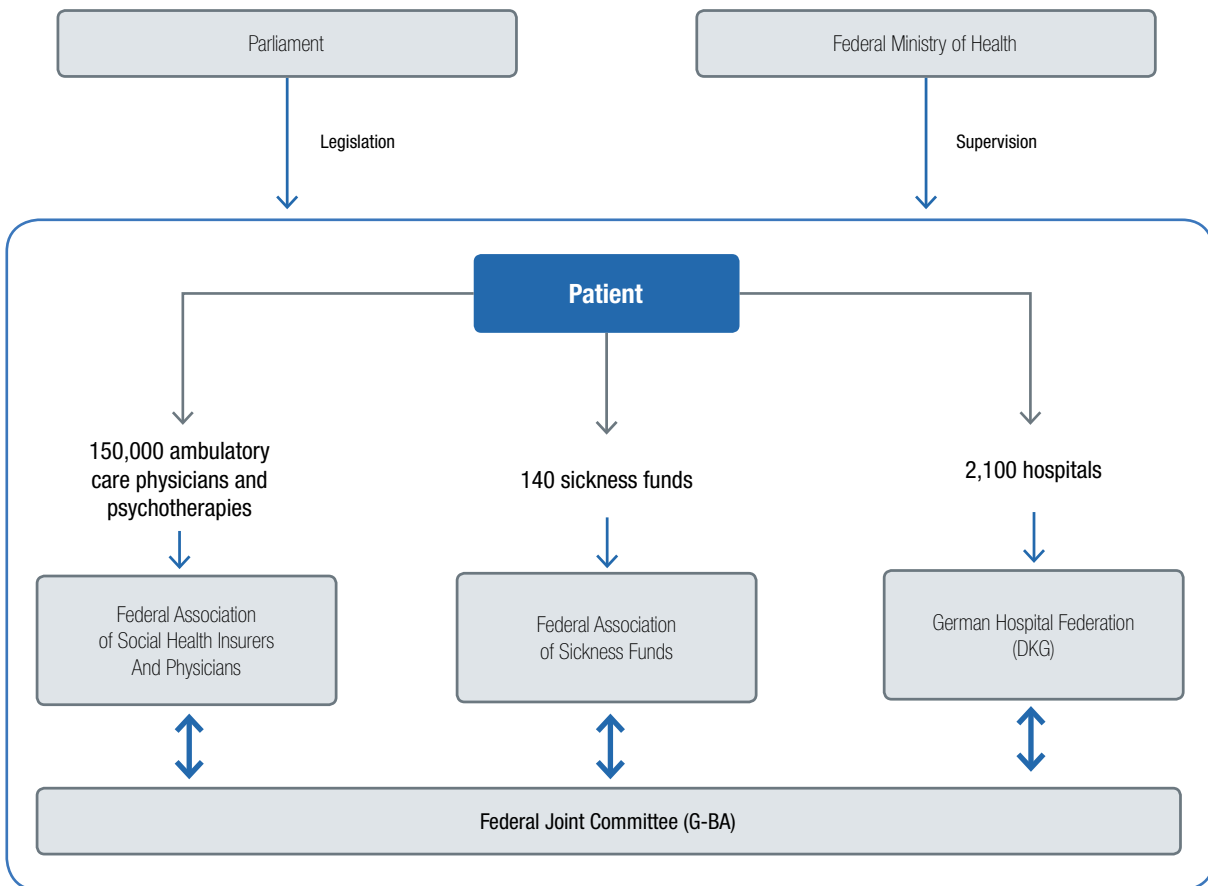 Parliament
Federal Ministry of Health
Legislation
Supervision
Patient
150,000 ambulatory
care physicians and
psychotherapies
140 sickness funds
2,100 hospitals
Federal Association
of Social Health Insurers
And Physicians
Federal Association
of Sickness Funds
German Hospital Federation
(DKG)
Federal Joint Committee (G-BA)